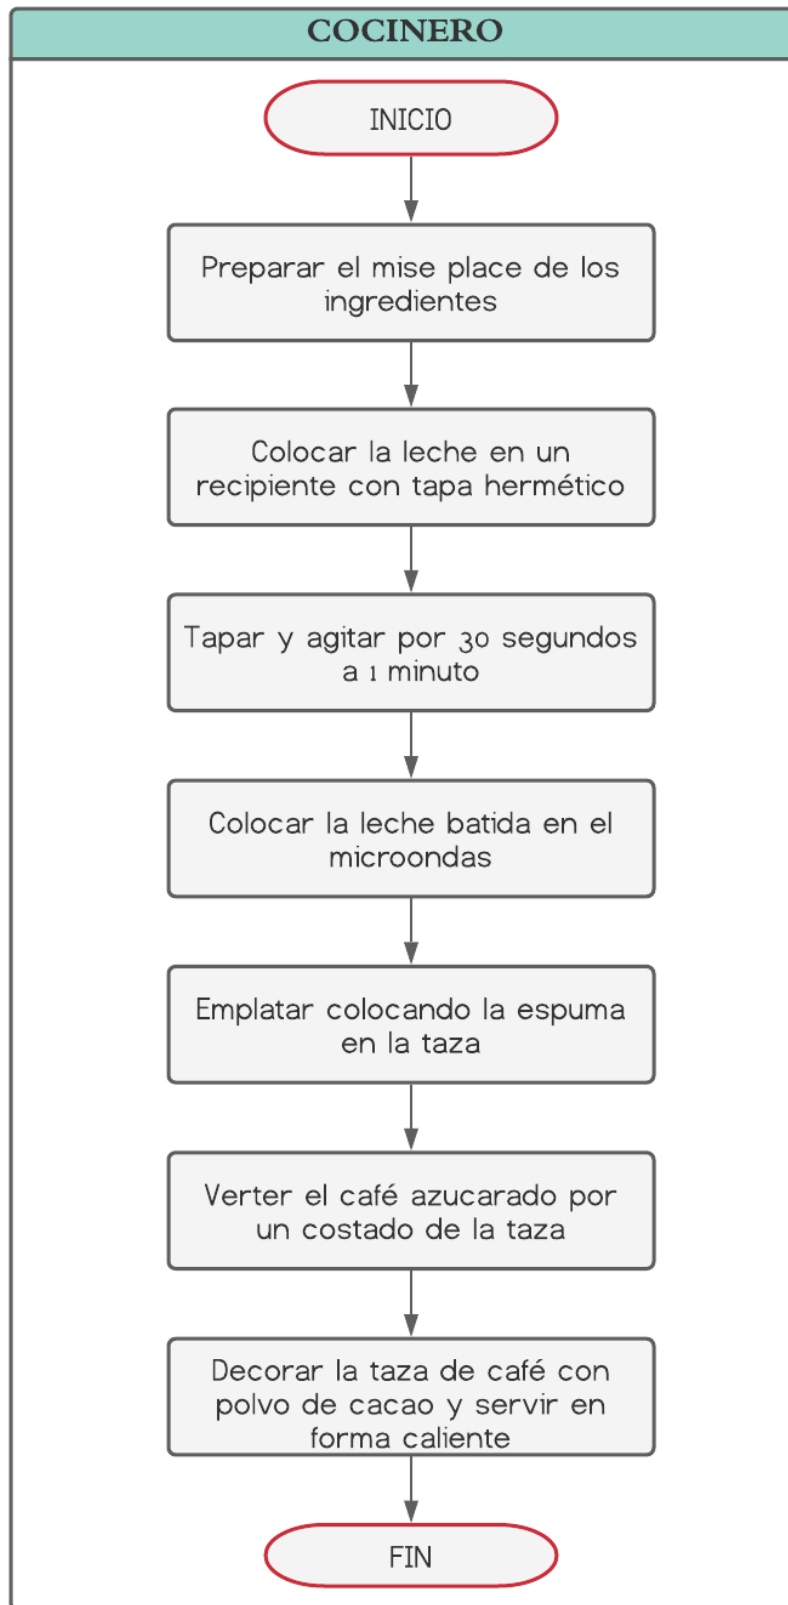 COCINERO
INICIO
Preparar el mise place de los
ingredientes
Colocar la leche en un
recipiente con tapa hermético
Tapar y agitar por 30 segundos
a 1 minuto
Colocar la leche batida en el
microondas
Emplatar colocando la espuma
en la taza
Verter el café azucarado por
un costado de la taza
Decorar la taza de café con
polvo de cacao y servir en
forma caliente
FIN